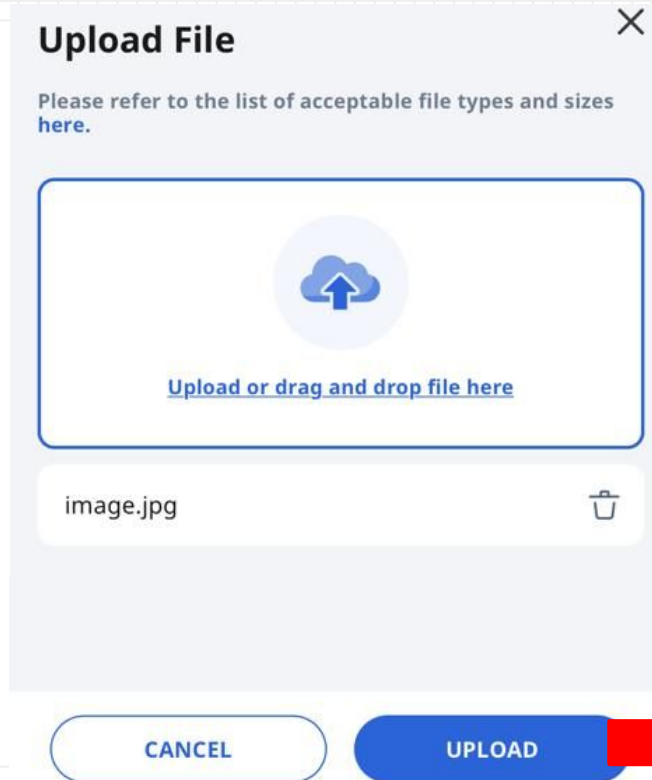 Upload File
Please refer to the list of acceptable file types and sizes
here.
Upload or drag and drop file here
image.jpg
CANCEL
UPLOAD